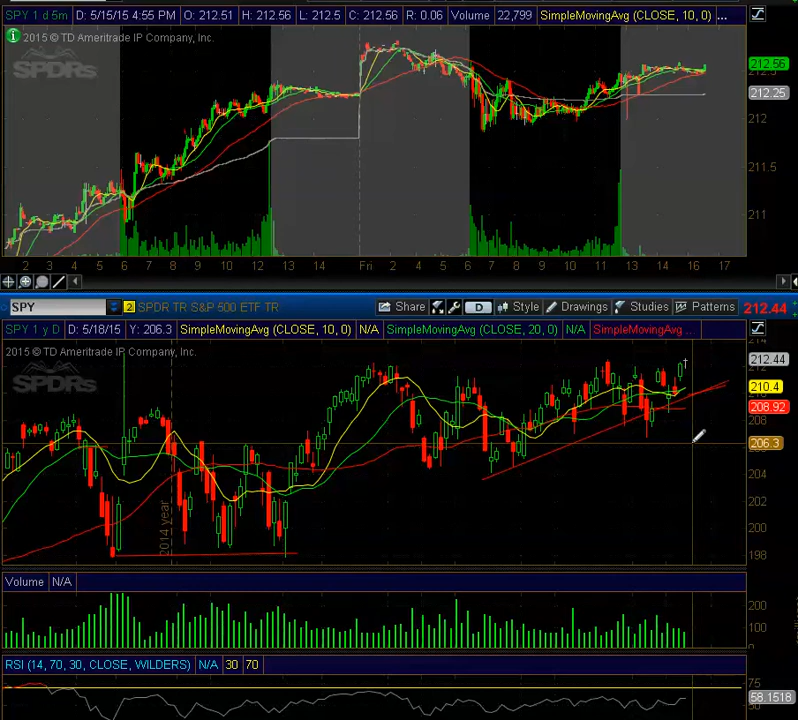 SPY 1 d 5m D: 5/15/15 4:55 PM O: 212.51 H: 212.56 L: 212.5 C: 212.56 R: 0.06 Volume 22,799 SimpleMovingAvg (CLOSE, 10, 0) ...
2015 © TD Ameritrade IP Company, Inc.
SPDRs
212.56
212.25
212
211.5
211
2 3 4 5 6 7 8 9 10 11 12 13 14 Fri 2 3 4 5 6 7 8 9 10 11 12 13 14 16 17
SPY 2 SPDR TR S&P 500 ETF TR Share D Style Drawings Studies Patterns 212.44
SPY 1 y D D: 5/18/15 Y: 206.3 SimpleMovingAvg (CLOSE, 10, 0) N/A SimpleMovingAvg (CLOSE, 20, 0) N/A SimpleMovingAvg ...
2015 © TD Ameritrade IP Company, Inc.
SPDRs
214
212.44
210.4
208.92
208
206.3
204
202
200
198
2014 year
Volume N/A
200
100
RSI (14, 70, 30, CLOSE, WILDERS) N/A 30 70
75
58.1518